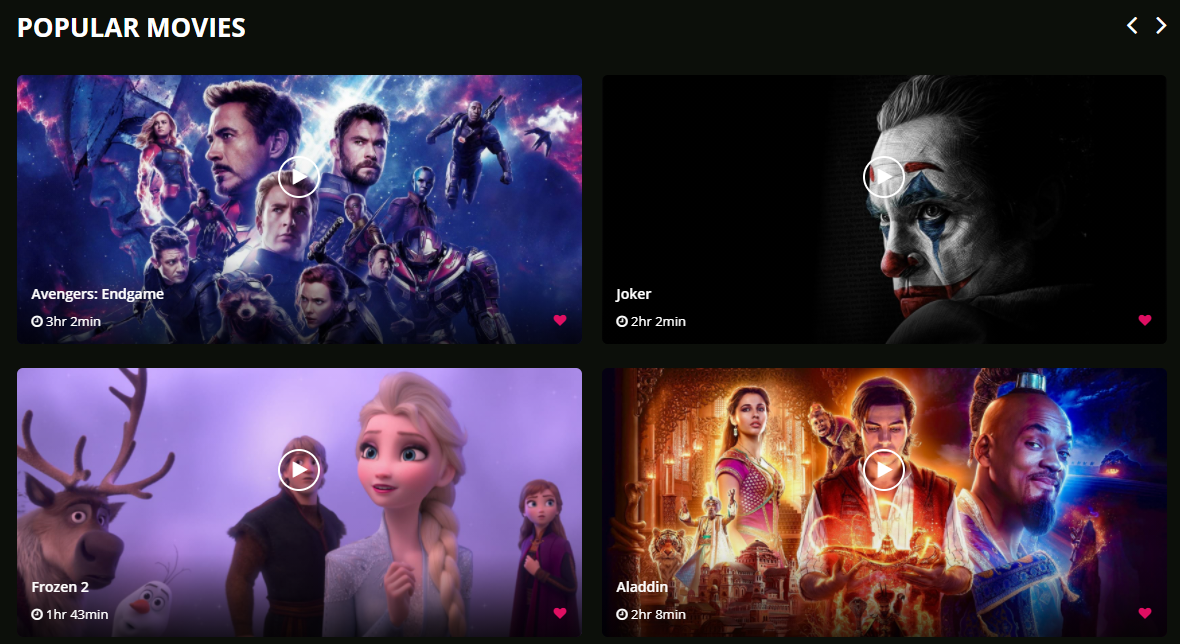 POPULAR MOVIES
Avengers: Endgame
3hr 2min
Joker
2hr 2min
Frozen 2
1hr 43min
Aladdin
2hr 8min